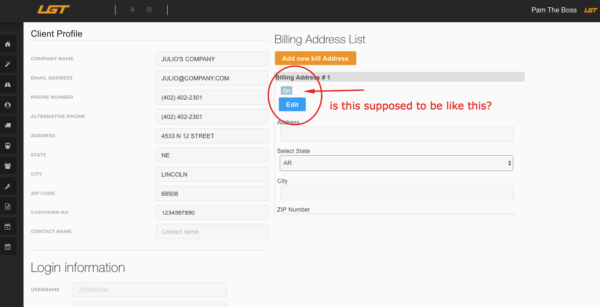 LGT
Pam The Boss LGT
Client Profile
COMPANY NAME JULIO'S COMPANY
EMAIL ADDRESS JULIO@COMPANY.COM
PHONE NUMBER (402) 402-2301
ALTERNATIVE PHONE (402) 402-2301
ADDRESS 4533 N 12 STREET
STATE NE
CITY LINCOLN
ZIP CODE 68508
CUSTOMER NO 1234567890
CONTACT NAME Contact name
Login information
USERNAME
Billing Address List
Add new bill Address
Billing Address # 1
On
is this supposed to be like this?
Edit
Address
Select State
AR
City
ZIP Number